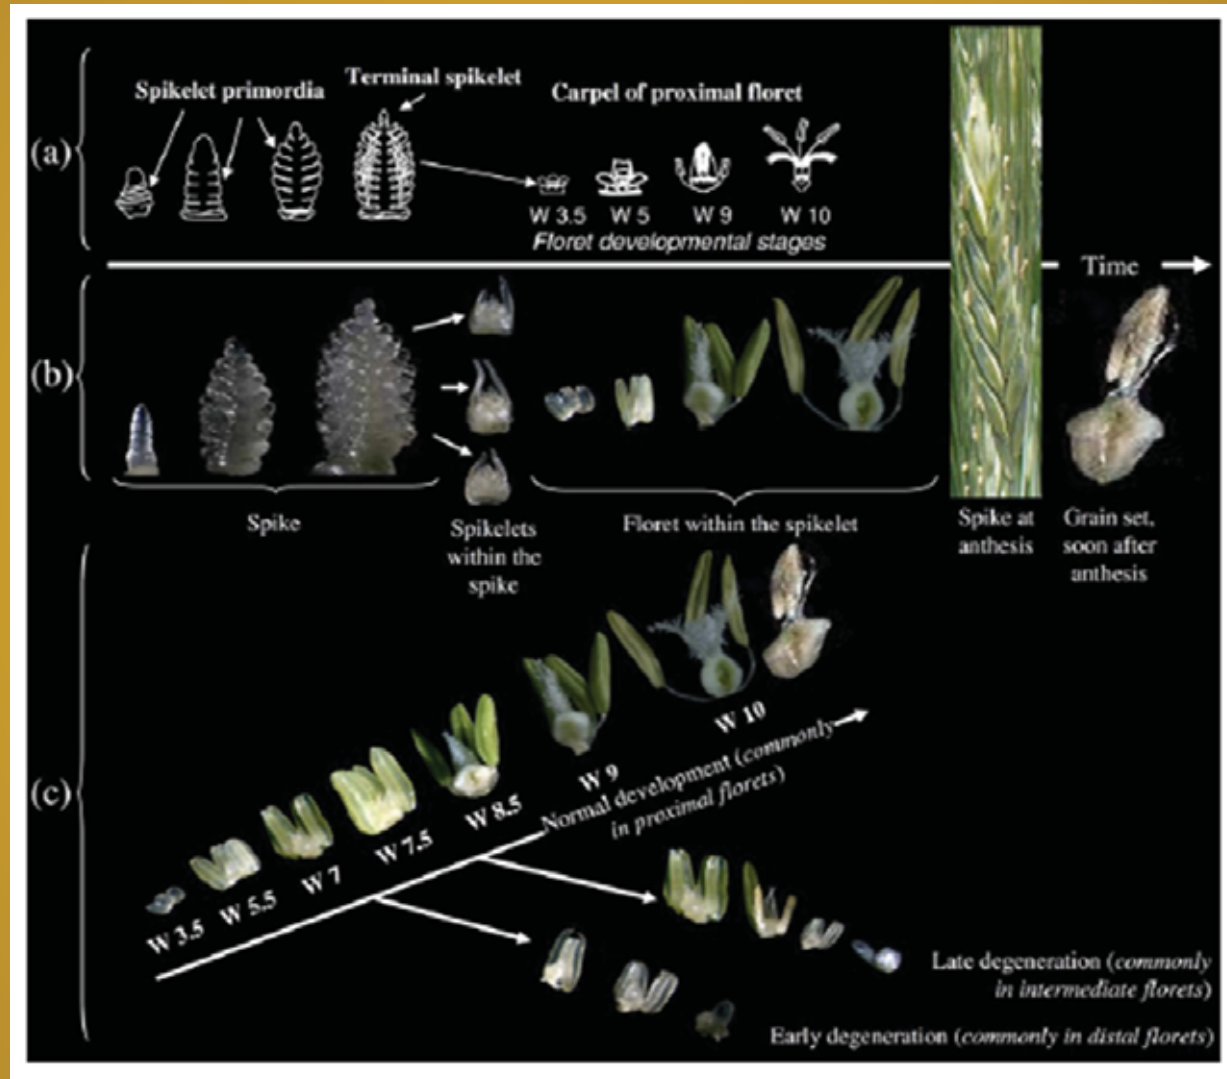 (a)
Spikelet primordia
Terminal spikelet
Carpel of proximal floret
W 3.5 W 5 W 9 W 10
Floret developmental stages
Time
(b)
Spike
Spikelets
within the
spike
Floret within the spikelet
Spike at
anthesis
Grain set,
soon after
anthesis
(c)
W 3.5
W 5.5
W 7
W 7.5
W 8.5
W 9
W 10
Normal development (commonly
in proximal florets)
Late degeneration (commonly
in intermediate florets)
Early degeneration (commonly in distal florets)